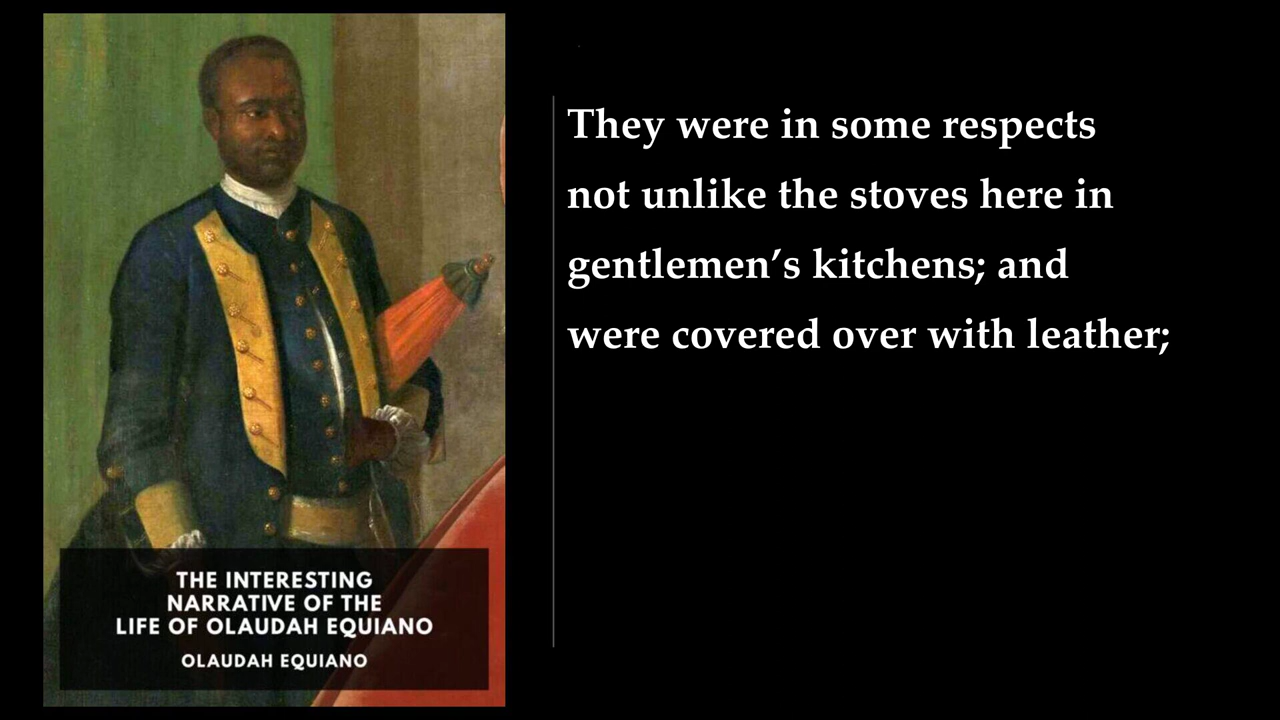 They were in some respects
not unlike the stoves here in
gentlemen’s kitchens; and
were covered over with leather;
THE INTERESTING
NARRATIVE OF THE
LIFE OF OLAUDAH EQUIANO
OLAUDAH EQUIANO